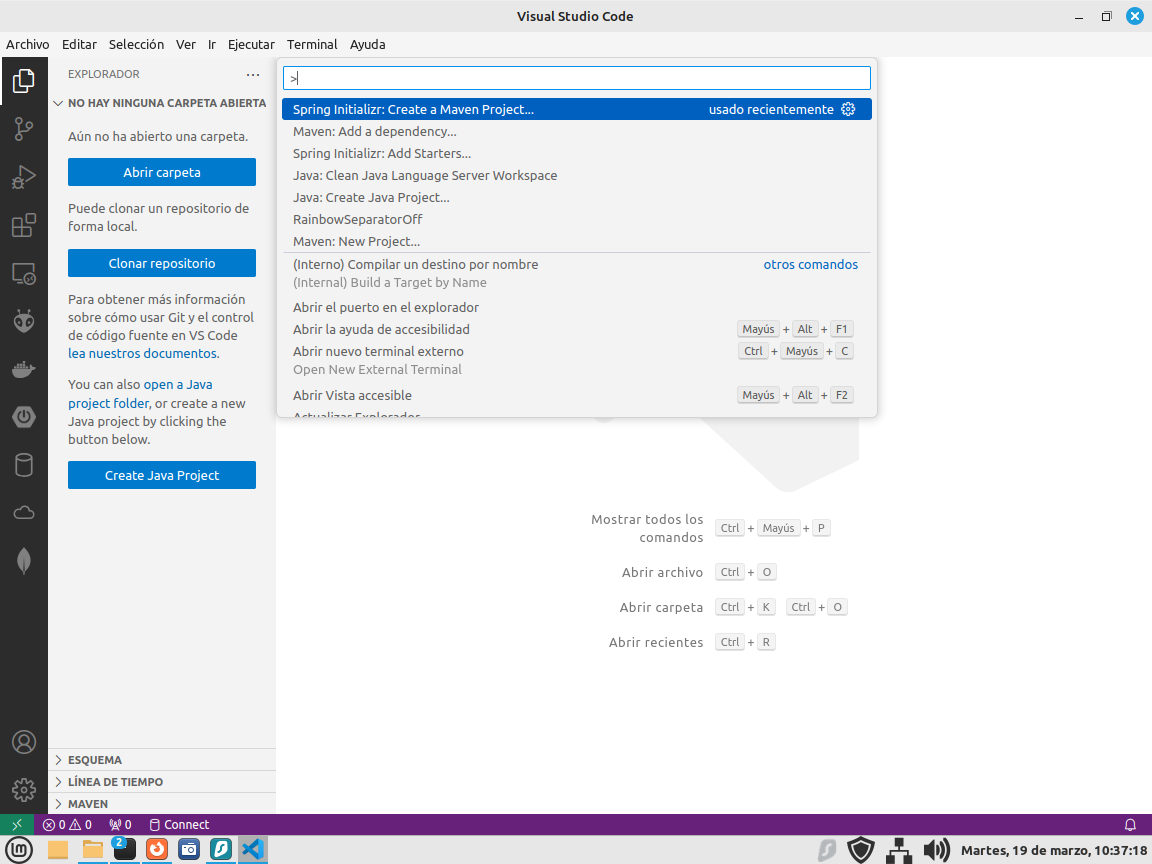 Visual Studio Code
Archivo Editar Selección Ver Ir Ejecutar Terminal Ayuda
EXPLORADOR
NO HAY NINGUNA CARPETA ABIERTA
Aún no ha abierto una carpeta.
Abrir carpeta
Puede clonar un repositorio de
forma local.
Clonar repositorio
Para obtener más información
sobre cómo usar Git y el control
de código fuente en VS Code
lea nuestros documentos.
You can also open a Java
project folder, or create a new
Java project by clicking the
button below.
Create Java Project
ESQUEMA
LÍNEA DE TIEMPO
MAVEN
>
Spring Initializr: Create a Maven Project... usado recientemente
Maven: Add a dependency...
Spring Initializr: Add Starters...
Java: Clean Java Language Server Workspace
Java: Create Java Project...
RainbowSeparatorOff
Maven: New Project...
(Interno) Compilar un destino por nombre otros comandos
(Internal) Build a Target by Name
Abrir el puerto en el explorador
Abrir la ayuda de accesibilidad Mayús + Alt + F1
Abrir nuevo terminal externo Ctrl + Mayús + C
Open New External Terminal
Abrir Vista accesible Mayús + Alt + F2
Actualizar Explorador
Mostrar todos los
comandos Ctrl + Mayús + P
Abrir archivo Ctrl + O
Abrir carpeta Ctrl + K Ctrl + O
Abrir recientes Ctrl + R
0 0 0 Connect
2
Martes, 19 de marzo, 10:37:18